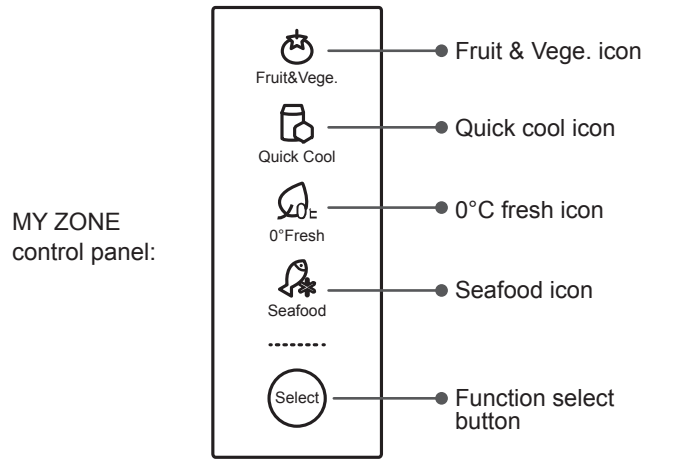 Fruit&Vege.
Fruit & Vege. icon
Quick Cool
Quick cool icon
MY ZONE
control panel:
0°Fresh
0°C fresh icon
Seafood
Seafood icon
Select
Function select
button